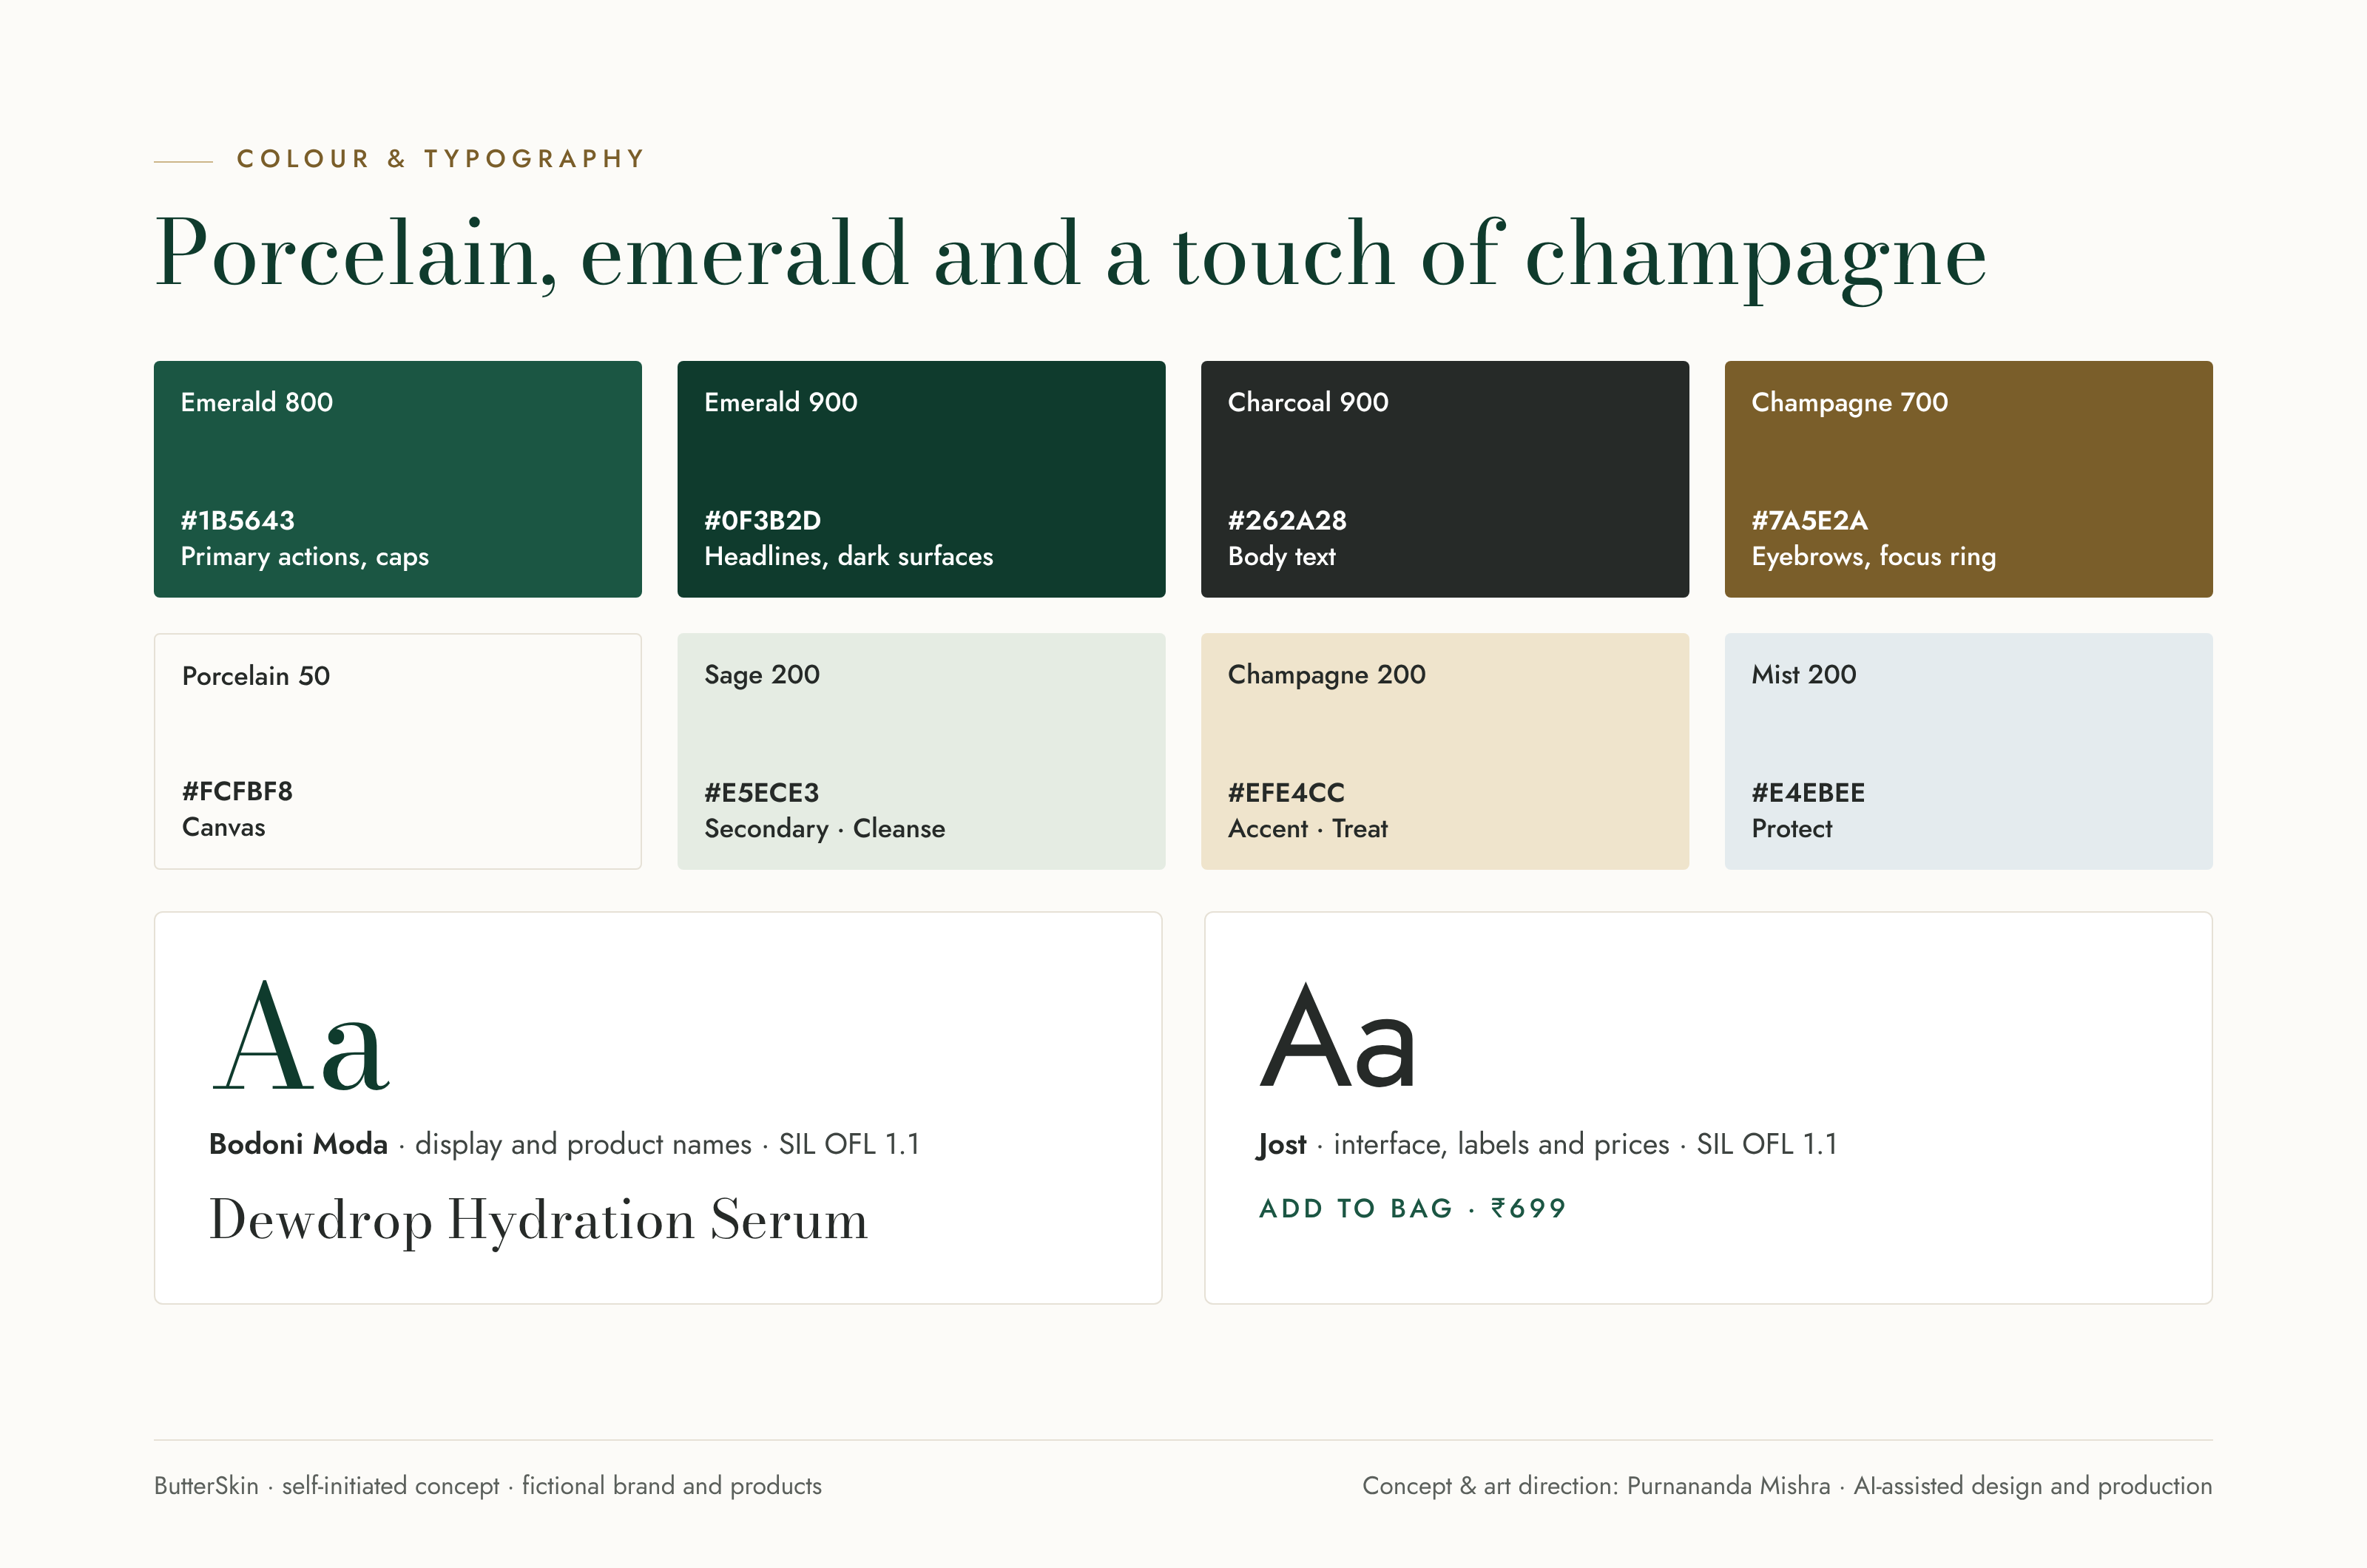 COLOUR & TYPOGRAPHY
Porcelain, emerald and a touch of champagne
Emerald 800
#1B5643
Primary actions, caps
Emerald 900
#0F3B2D
Headlines, dark surfaces
Charcoal 900
#262A28
Body text
Champagne 700
#7A5E2A
Eyebrows, focus ring
Porcelain 50
#FCFBF8
Canvas
Sage 200
#E5ECE3
Secondary · Cleanse
Champagne 200
#EFE4CC
Accent · Treat
Mist 200
#E4EBEE
Protect
Aa
Bodoni Moda · display and product names · SIL OFL 1.1
Dewdrop Hydration Serum
Aa
Jost · interface, labels and prices · SIL OFL 1.1
ADD TO BAG · ₹699
ButterSkin · self-initiated concept · fictional brand and products
Concept & art direction: Purnananda Mishra · AI-assisted design and production